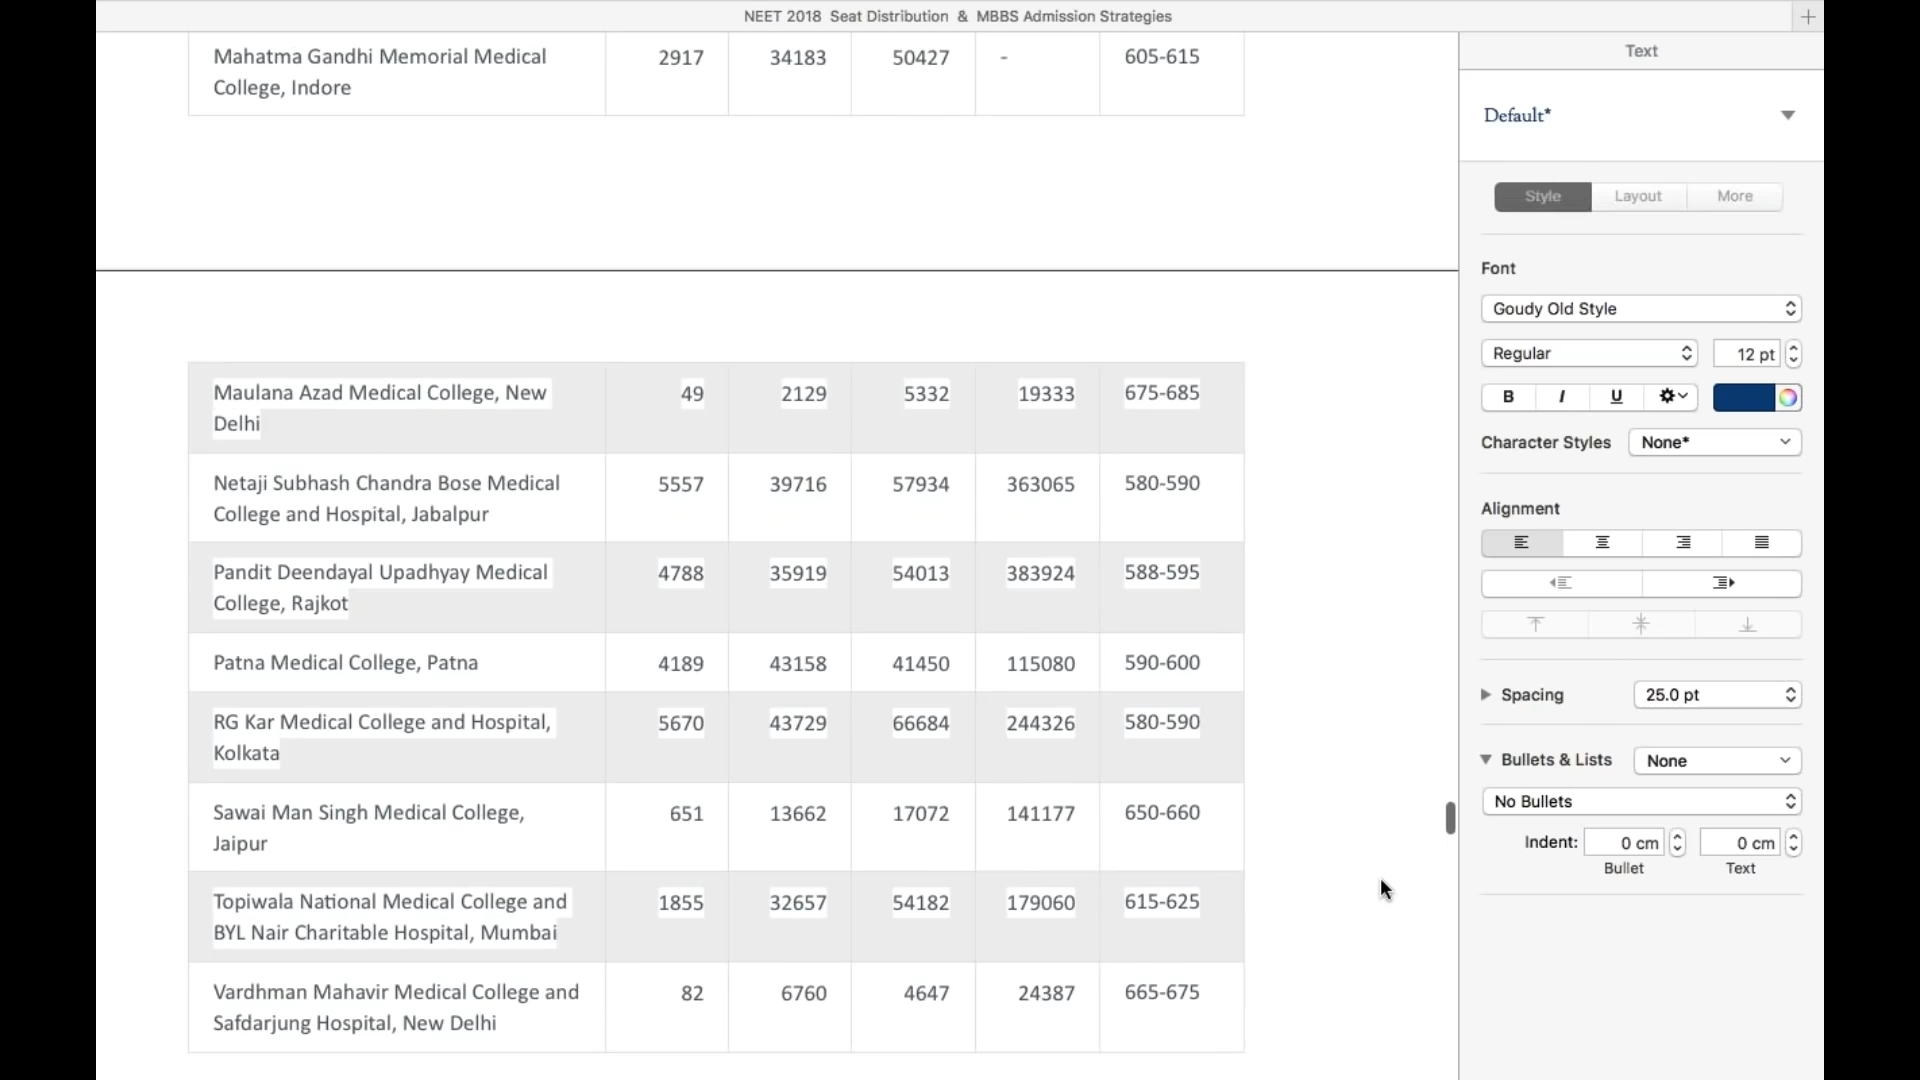 NEET 2018 Seat Distribution & MBBS Admission Strategies
Mahatma Gandhi Memorial Medical College, Indore 2917 34183 50427 - 605-615
Maulana Azad Medical College, New Delhi 49 2129 5332 19333 675-685
Netaji Subhash Chandra Bose Medical College and Hospital, Jabalpur 5557 39716 57934 363065 580-590
Pandit Deendayal Upadhyay Medical College, Rajkot 4788 35919 54013 383924 588-595
Patna Medical College, Patna 4189 43158 41450 115080 590-600
RG Kar Medical College and Hospital, Kolkata 5670 43729 66684 244326 580-590
Sawai Man Singh Medical College, Jaipur 651 13662 17072 141177 650-660
Topiwala National Medical College and BYL Nair Charitable Hospital, Mumbai 1855 32657 54182 179060 615-625
Vardhman Mahavir Medical College and Safdarjung Hospital, New Delhi 82 6760 4647 24387 665-675
Text
Default*
Style Layout More
Font
Goudy Old Style
Regular 12 pt
B I U
Character Styles None*
Alignment
Spacing 25.0 pt
Bullets & Lists None
No Bullets
Indent: 0 cm 0 cm
Bullet Text